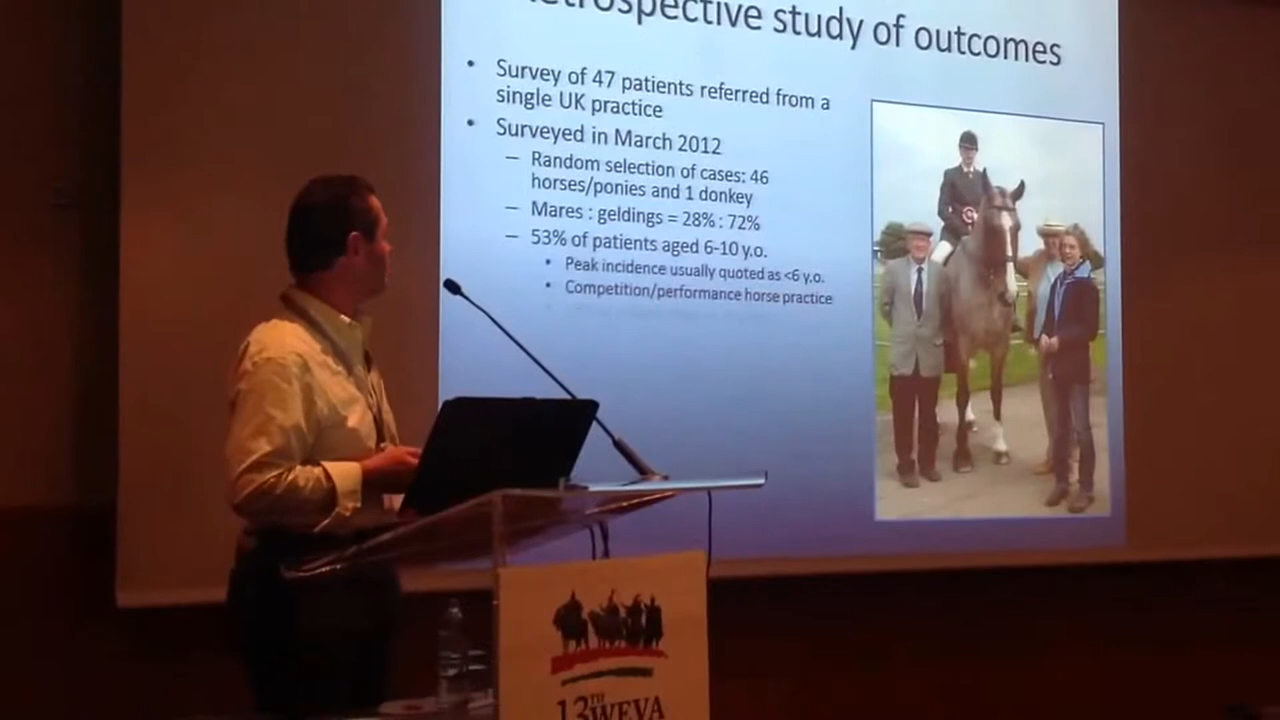 study of outcomes
• Survey of 47 patients referred from a
single UK practice
• Surveyed in March 2012
– Random selection of cases: 46
horses/ponies and 1 donkey
– Mares : geldings = 28% : 72%
– 53% of patients aged 6-10 y.o.
• Peak incidence usually quoted as <6 y.o.
• Competition/performance horse practice
13TH WEVA